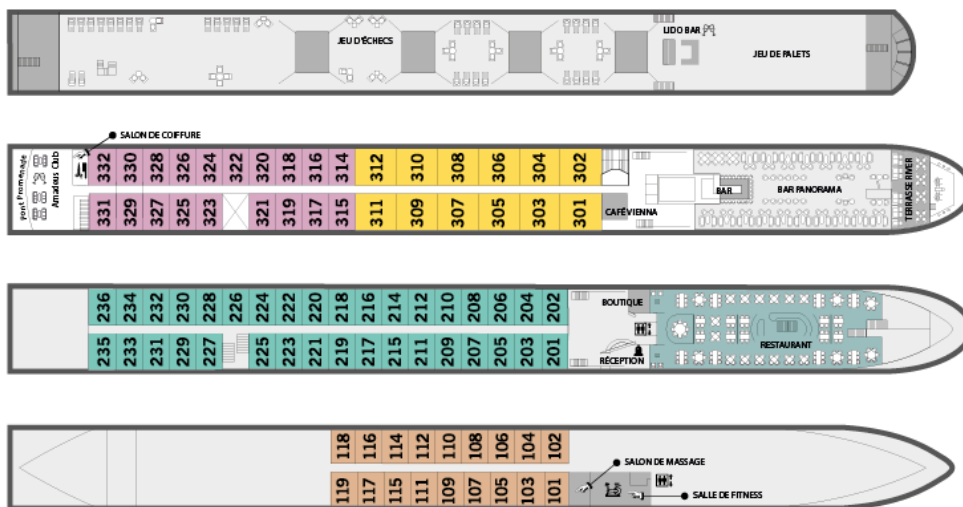 JEU D'ÉCHECS
LIDO BAR
JEU DE PALETS
SALON DE COIFFURE
Pont Promenade
Amadeus Club
332 330 328 326 324 322 320 318 316 314 312 310 308 306 304 302
331 329 327 325 323 321 319 317 315 311 309 307 305 303 301
CAFÉ VIENNA
BAR
BAR PANORAMA
TERRASSE RIVER
236 234 232 230 228 226 224 222 220 218 216 214 212 210 208 206 204 202
235 233 231 229 227 225 223 221 219 217 215 211 209 207 205 203 201
BOUTIQUE
RÉCEPTION
RESTAURANT
118 116 114 112 110 108 106 104 102
119 117 115 111 109 107 105 103 101
SALON DE MASSAGE
SALLE DE FITNESS